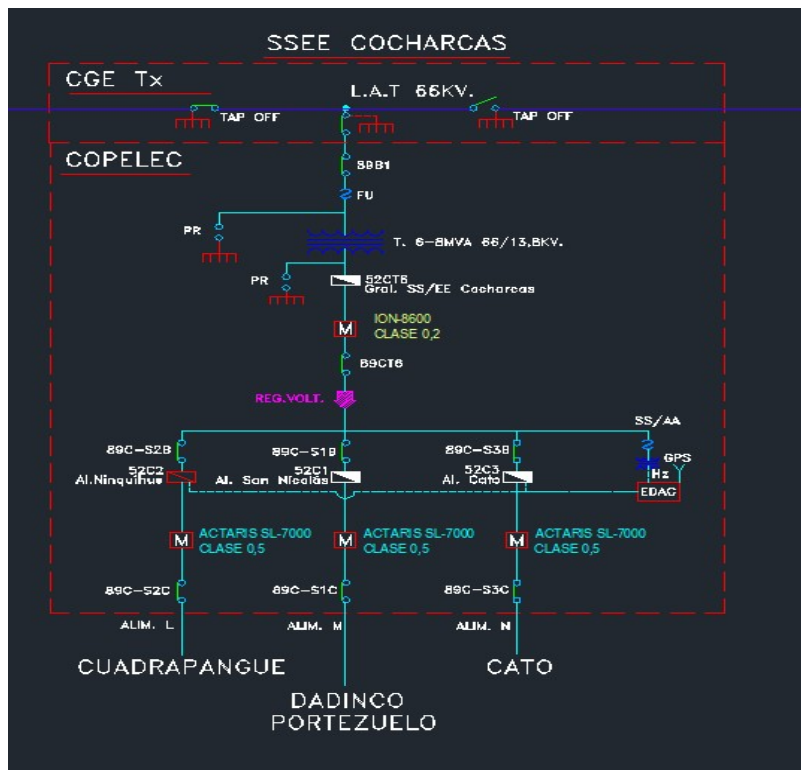 SSEE COCHARCAS
CGE Tx
L.A.T 66KV.
TAP OFF
TAP OFF
COPELEC
89B1
FU
PR
T. 6-8MVA 66/13,8KV.
PR
52CT6
Gral. SS/EE Cocharcas
M
ION-8600
CLASE 0,2
89CT6
REG.VOLT.
SS/AA
89C-S2B
89C-S1B
89C-S3B
GPS
52C2
52C1
52C3
Hz
Al.Ninquihue
Al. San Nicolás
Al. Cato
EDAC
M
ACTARIS SL-7000
CLASE 0,5
M
ACTARIS SL-7000
CLASE 0,5
M
ACTARIS SL-7000
CLASE 0,5
89C-S2C
89C-S1C
89C-S3C
ALIM. L
ALIM. M
ALIM. N
CUADRAPANGUE
CATO
DADINCO
PORTEZUELO